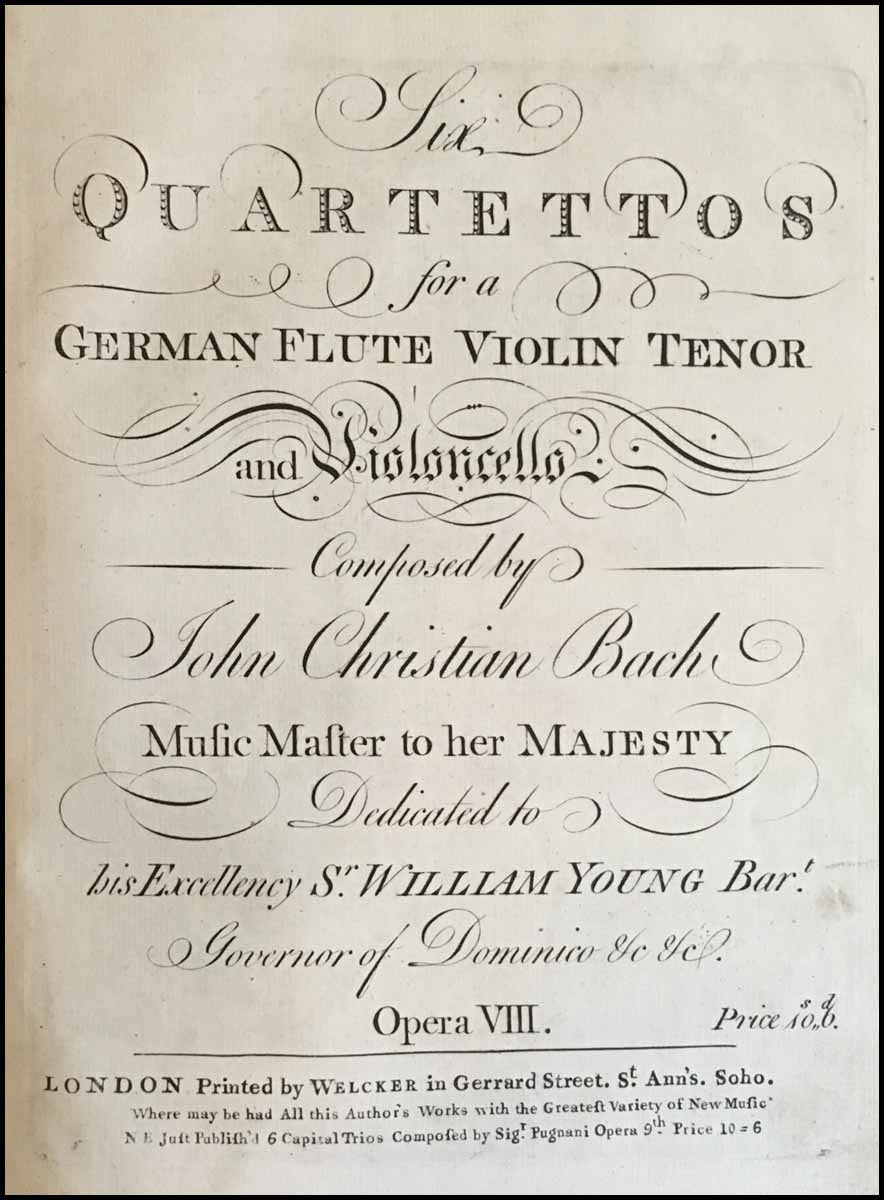 Six
QUARTETTOS
for a
GERMAN FLUTE VIOLIN TENOR
and Violoncello
Composed by
John Christian Bach
Muſic Maſter to her MAJESTY
Dedicated to
his Excellency Sʳ. WILLIAM YOUNG Barᵗ.
Governor of Dominico &c &c.
Opera VIII. Price 10ˢ,,6ᵈ.
LONDON Printed by WELCKER in Gerrard Street. Sᵗ. Ann's. Soho.
Where may be had All this Author's Works with the Greateſt Variety of New Muſic
N B Juſt Publiſh'd 6 Capital Trios Compoſed by Sigʳ. Pugnani Opera 9ᵗʰ. Price 10=6